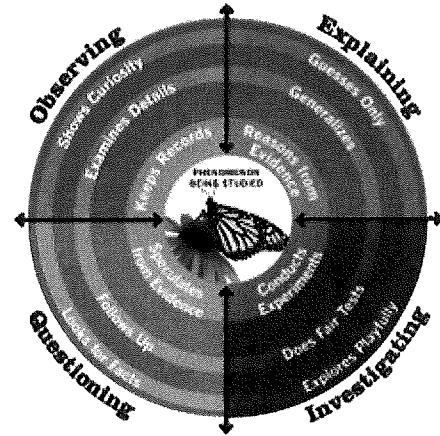 Observing
Shows Curiosity
Examines Details
Keeps Records
Explaining
Guesses Only
Generalizes
Reasons from
Evidence
PHENOMENON
BEING STUDIED
Questioning
Looks for Facts
Follows Up
Speculates
from Evidence
Investigating
Explores Playfully
Does Fair Tests
Conducts
Experiments